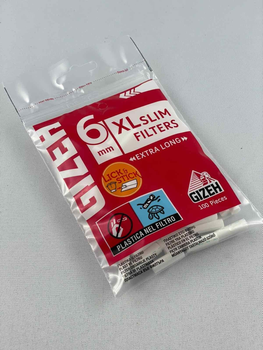 GIZEH
6
mm
XL SLIM
FILTERS
«EXTRA LONG»
LICK'N
STICK
PLASTICA NEL FILTRO
GIZEH
100 Pieces